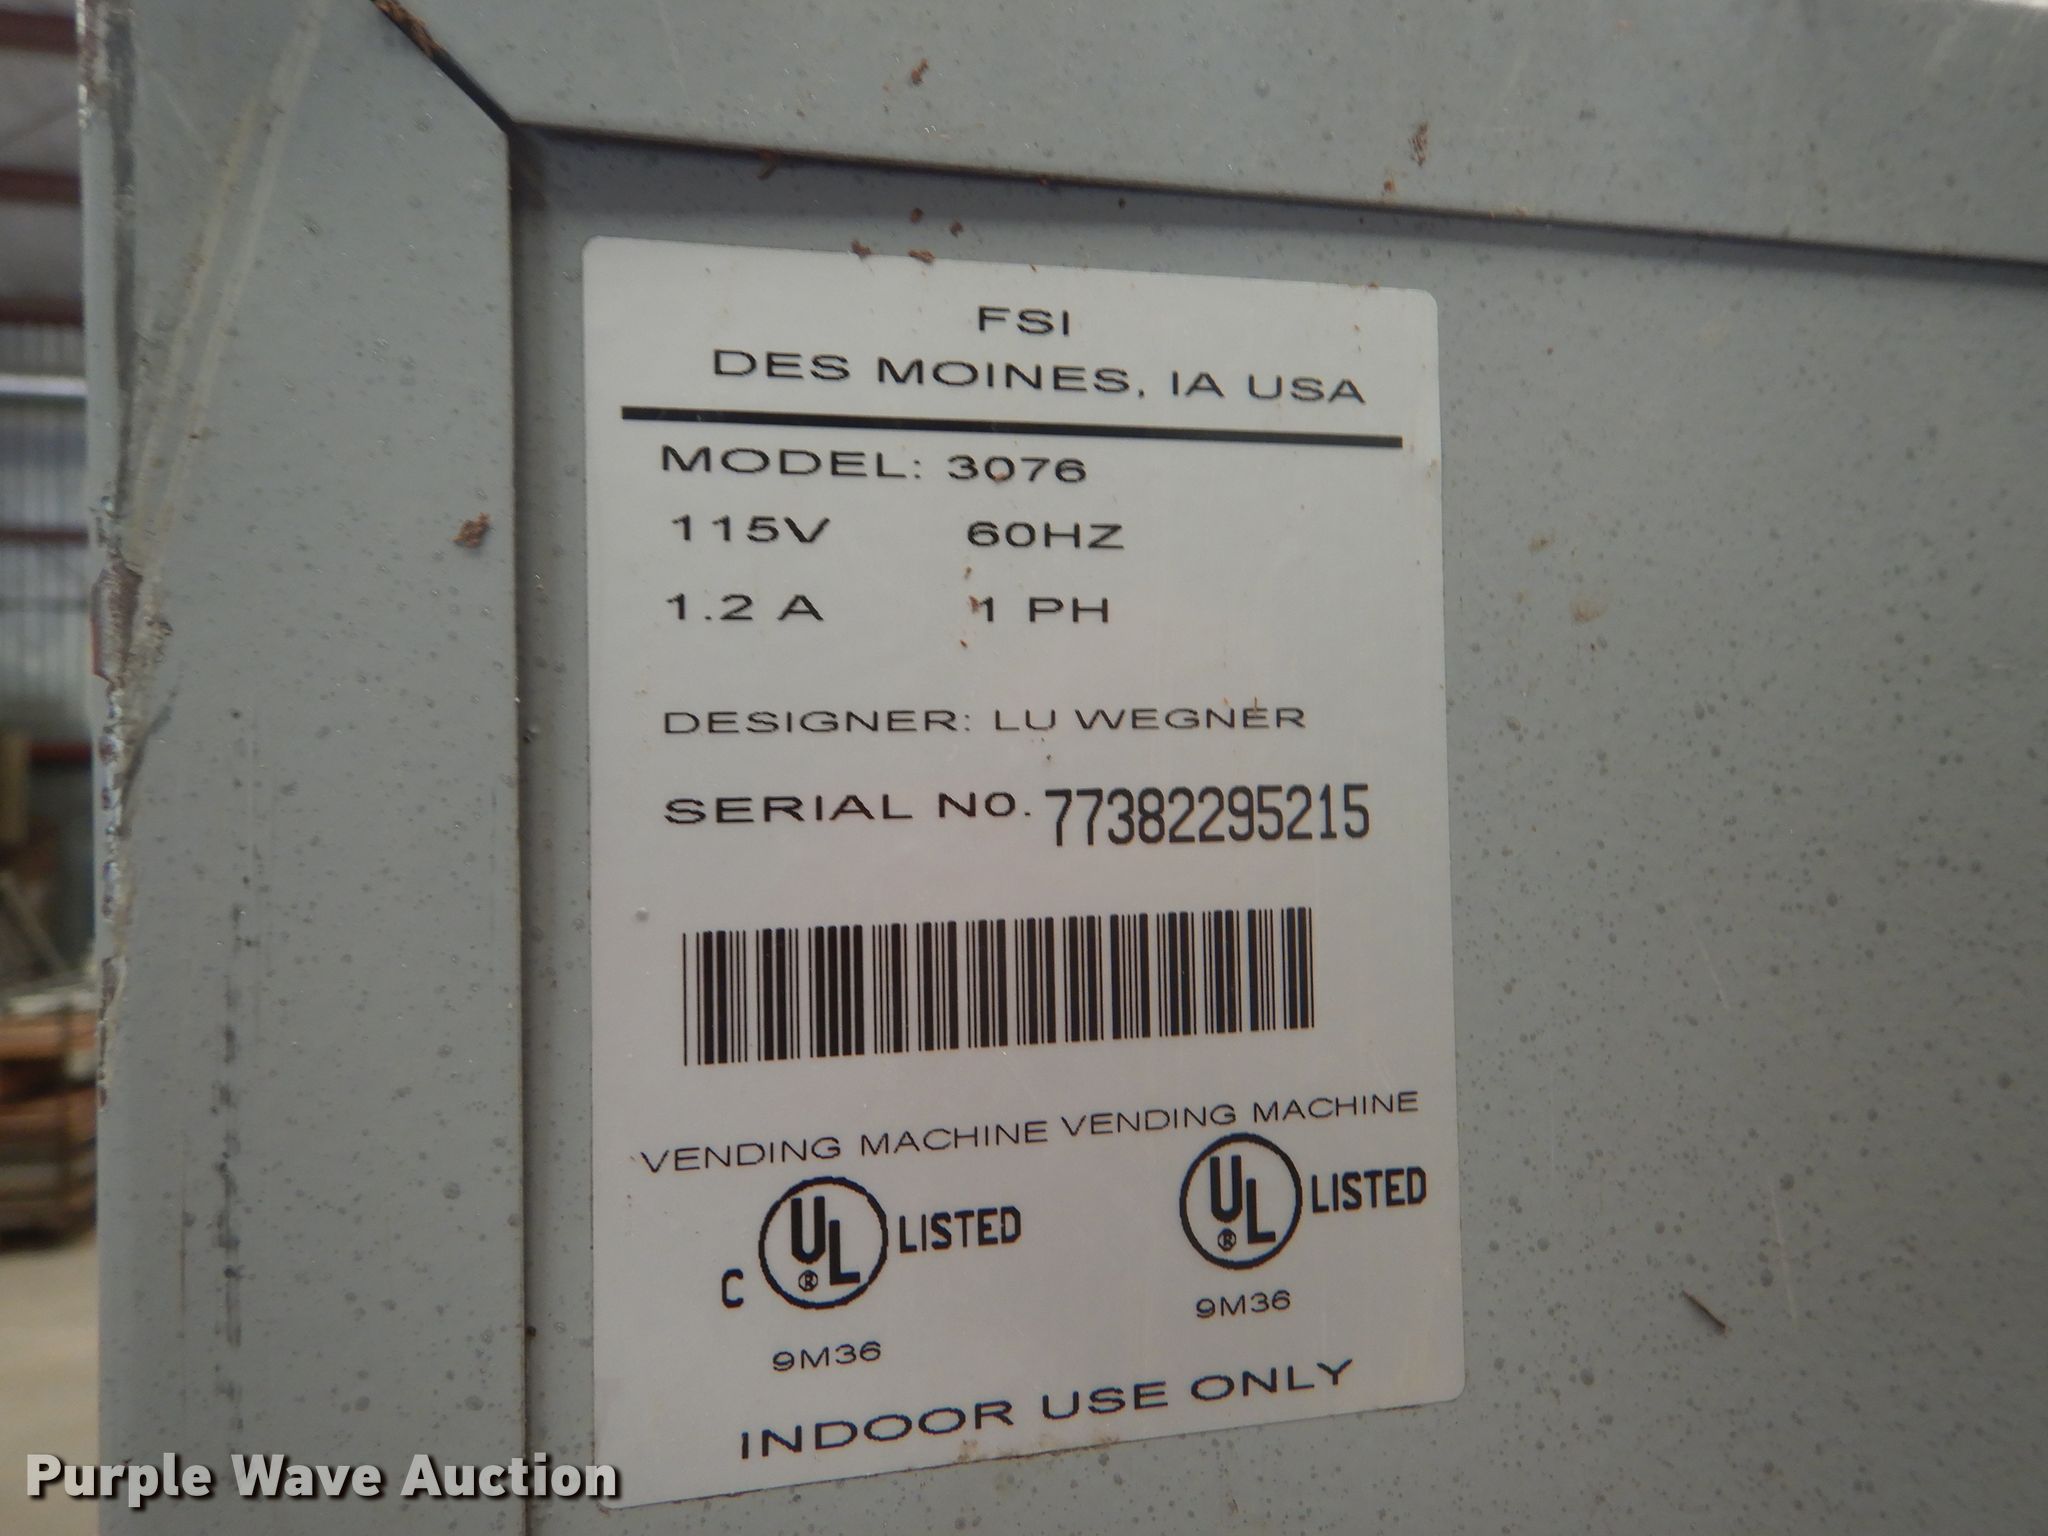 FSI
DES MOINES, IA USA
MODEL: 3076
115V 60HZ
1.2 A 1 PH
DESIGNER: LU WEGNER
SERIAL NO. 77382295215
VENDING MACHINE VENDING MACHINE
C UL ® LISTED UL ® LISTED
9M36 9M36
INDOOR USE ONLY
Purple Wave Auction